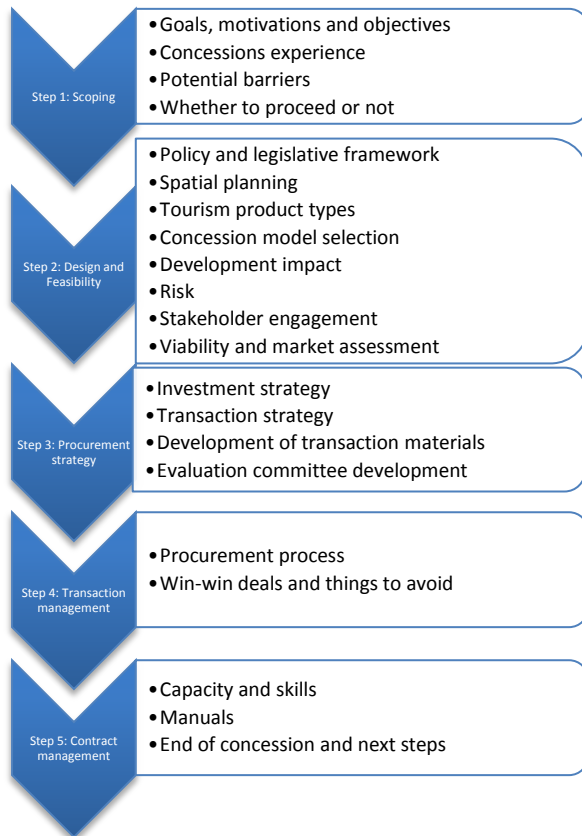 Step 1: Scoping
•Goals, motivations and objectives
•Concessions experience
•Potential barriers
•Whether to proceed or not
Step 2: Design and
Feasibility
•Policy and legislative framework
•Spatial planning
•Tourism product types
•Concession model selection
•Development impact
•Risk
•Stakeholder engagement
•Viability and market assessment
Step 3: Procurement
strategy
•Investment strategy
•Transaction strategy
•Development of transaction materials
•Evaluation committee development
Step 4: Transaction
management
•Procurement process
•Win-win deals and things to avoid
Step 5: Contract
management
•Capacity and skills
•Manuals
•End of concession and next steps